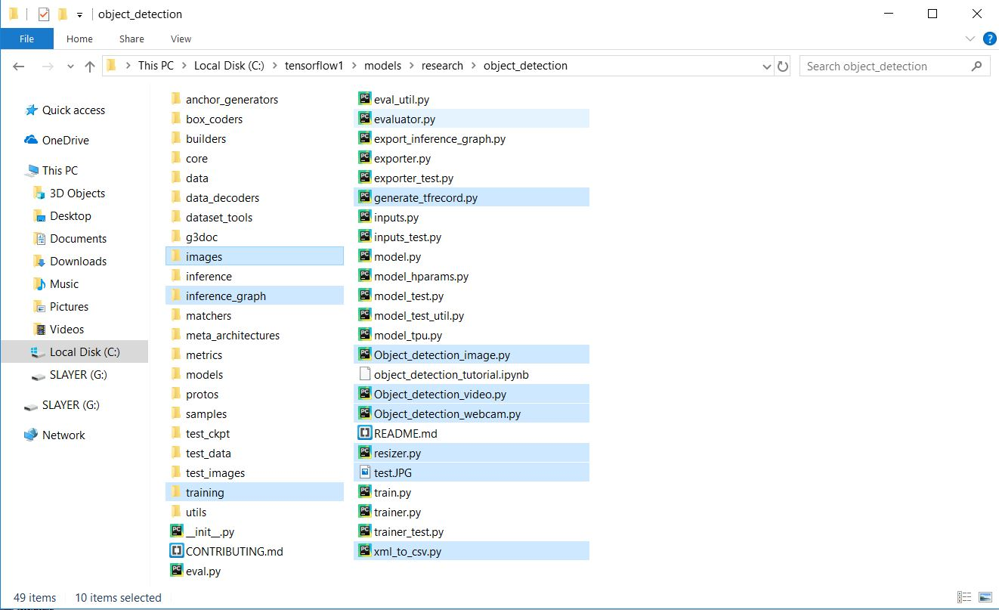 object_detection
File Home Share View
This PC Local Disk (C:) tensorflow1 models research object_detection
Search object_detection
Quick access
OneDrive
This PC
3D Objects
Desktop
Documents
Downloads
Music
Pictures
Videos
Local Disk (C:)
SLAYER (G:)
SLAYER (G:)
Network
anchor_generators
box_coders
builders
core
data
data_decoders
dataset_tools
g3doc
images
inference
inference_graph
matchers
meta_architectures
metrics
models
protos
samples
test_ckpt
test_data
test_images
training
utils
__init__.py
CONTRIBUTING.md
eval.py
eval_util.py
evaluator.py
export_inference_graph.py
exporter.py
exporter_test.py
generate_tfrecord.py
inputs.py
inputs_test.py
model.py
model_hparams.py
model_test.py
model_test_util.py
model_tpu.py
Object_detection_image.py
object_detection_tutorial.ipynb
Object_detection_video.py
Object_detection_webcam.py
README.md
resizer.py
test.JPG
train.py
trainer.py
trainer_test.py
xml_to_csv.py
49 items 10 items selected